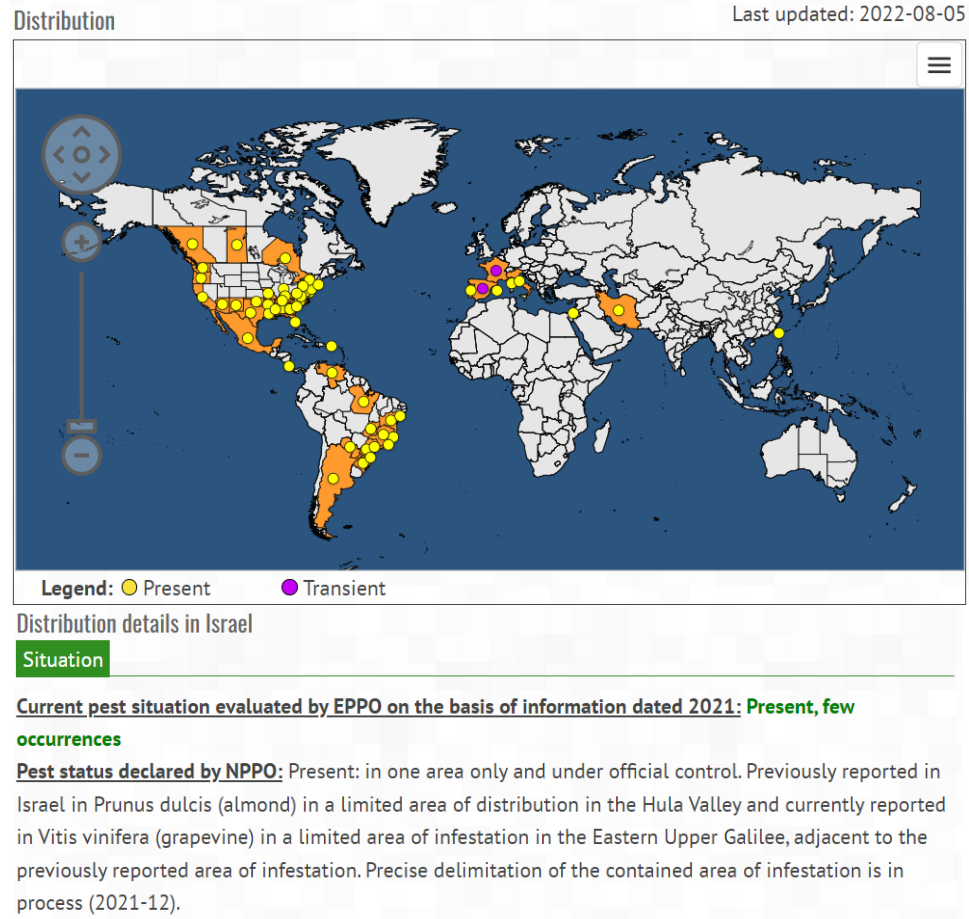 Distribution
Last updated: 2022-08-05
Legend: Present Transient
Distribution details in Israel
Situation
Current pest situation evaluated by EPPO on the basis of information dated 2021: Present, few
occurrences
Pest status declared by NPPO: Present: in one area only and under official control. Previously reported in
Israel in Prunus dulcis (almond) in a limited area of distribution in the Hula Valley and currently reported
in Vitis vinifera (grapevine) in a limited area of infestation in the Eastern Upper Galilee, adjacent to the
previously reported area of infestation. Precise delimitation of the contained area of infestation is in
process (2021-12).